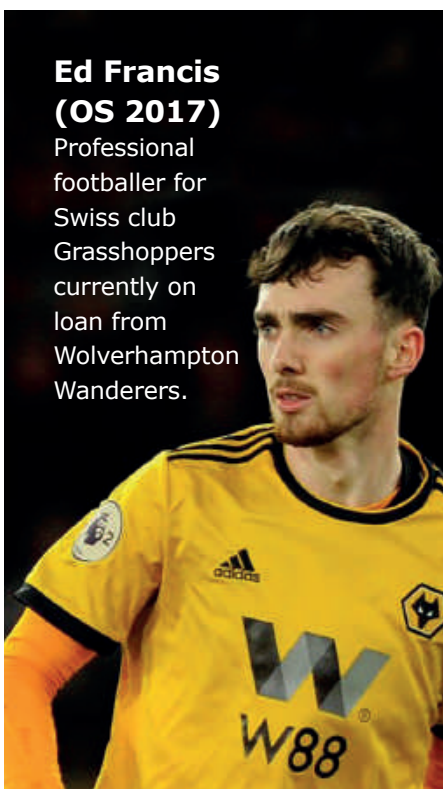 Ed Francis
(OS 2017)
Professional
footballer for
Swiss club
Grasshoppers
currently on
loan from
Wolverhampton
Wanderers.
adidas
W88